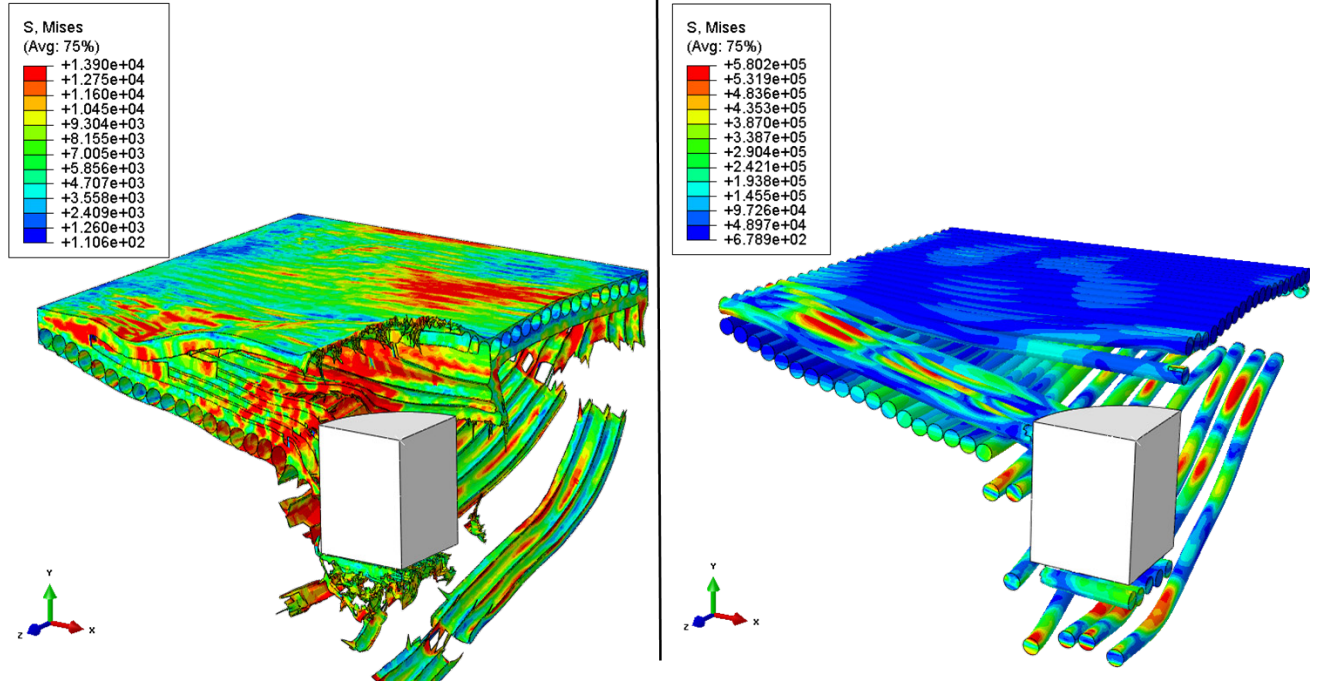 S, Mises
(Avg: 75%)
+1.390e+04
+1.275e+04
+1.160e+04
+1.045e+04
+9.304e+03
+8.155e+03
+7.005e+03
+5.856e+03
+4.707e+03
+3.558e+03
+2.409e+03
+1.260e+03
+1.106e+02
Y
Z
X
S, Mises
(Avg: 75%)
+5.802e+05
+5.319e+05
+4.836e+05
+4.353e+05
+3.870e+05
+3.387e+05
+2.904e+05
+2.421e+05
+1.938e+05
+1.455e+05
+9.726e+04
+4.897e+04
+6.789e+02
Y
Z
X